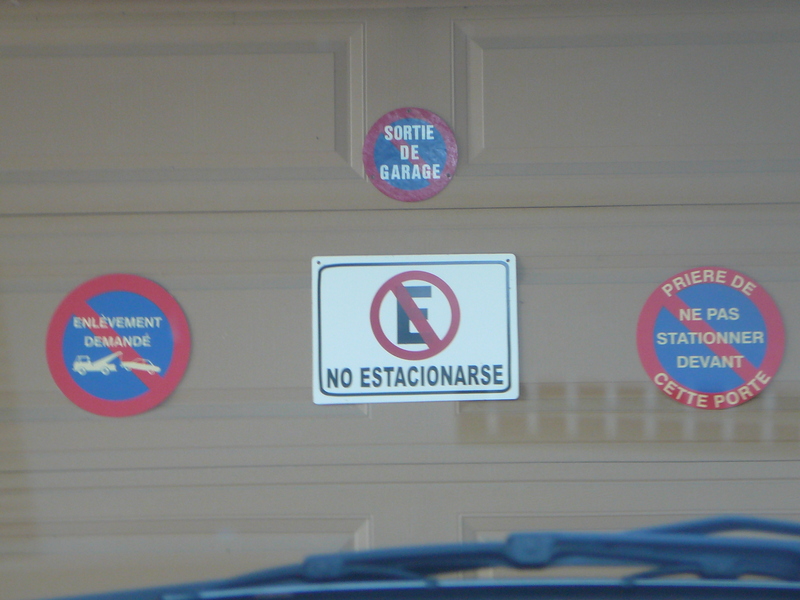 SORTIE
DE
GARAGE
ENLÈVEMENT
DEMANDÉ
E
NO ESTACIONARSE
PRIERE DE
NE PAS
STATIONNER
DEVANT
CETTE PORTE